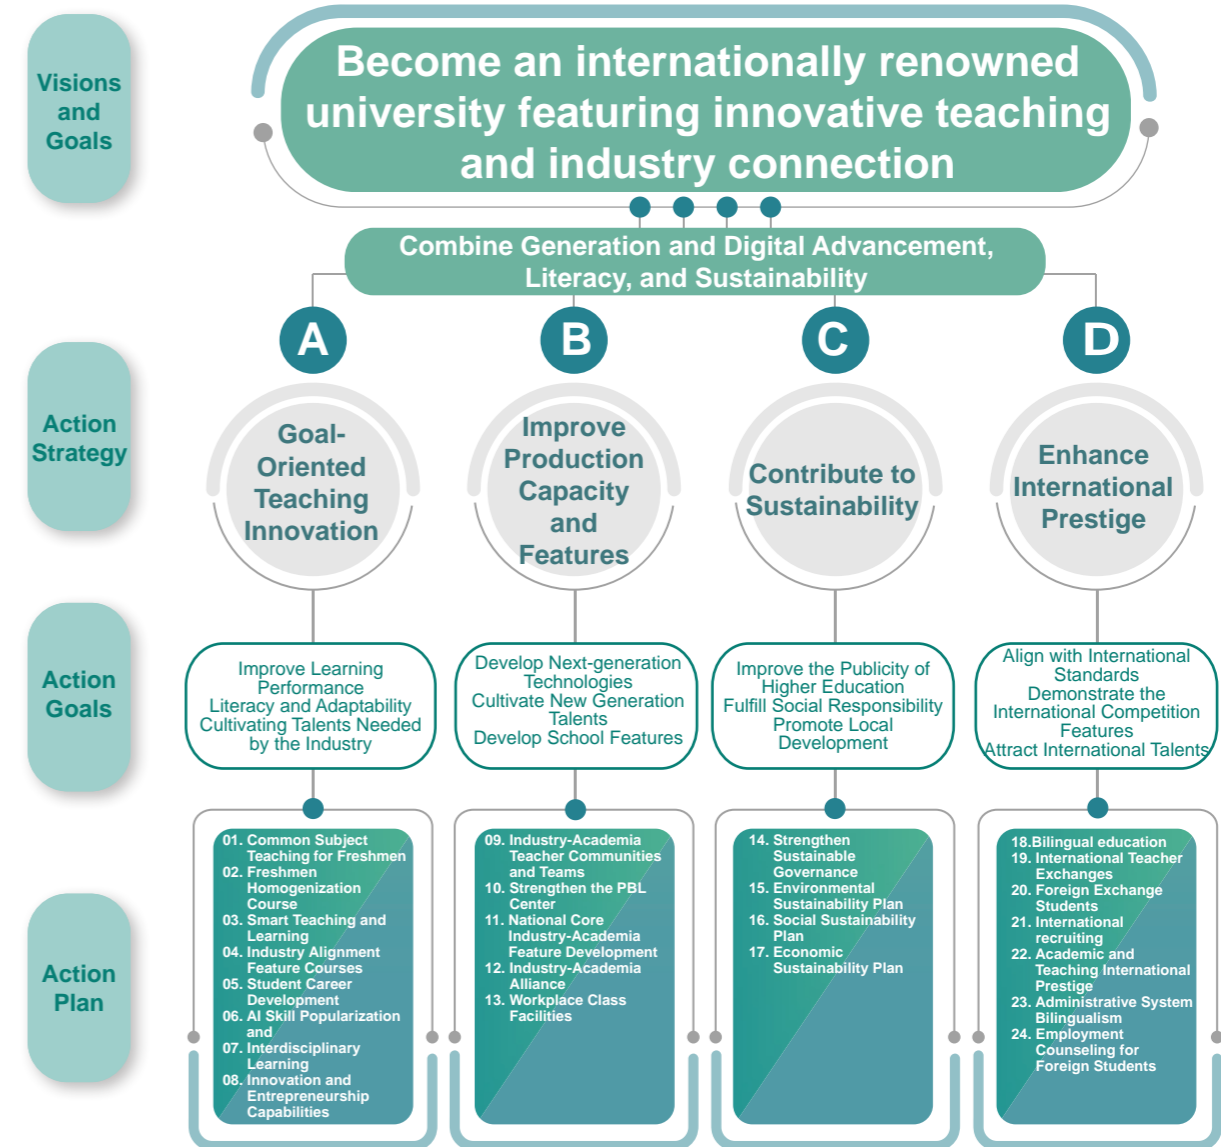 Visions
and
Goals
Become an internationally renowned
university featuring innovative teaching
and industry connection
Combine Generation and Digital Advancement,
Literacy, and Sustainability
Action
Strategy
A
Goal-
Oriented
Teaching
Innovation
B
Improve
Production
Capacity
and
Features
C
Contribute to
Sustainability
D
Enhance
International
Prestige
Action
Goals
Improve Learning
Performance
Literacy and Adaptability
Cultivating Talents Needed
by the Industry
Develop Next-generation
Technologies
Cultivate New Generation
Talents
Develop School Features
Improve the Publicity of
Higher Education
Fulfill Social Responsibility
Promote Local
Development
Align with International
Standards
Demonstrate the
International Competition
Features
Attract International Talents
Action
Plan
01. Common Subject
Teaching for Freshmen
02. Freshmen
Homogenization
Course
03. Smart Teaching and
Learning
04. Industry Alignment
Feature Courses
05. Student Career
Development
06. AI Skill Popularization
and
07. Interdisciplinary
Learning
08. Innovation and
Entrepreneurship
Capabilities
09. Industry-Academia
Teacher Communities
and Teams
10. Strengthen the PBL
Center
11. National Core
Industry-Academia
Feature Development
12. Industry-Academia
Alliance
13. Workplace Class
Facilities
14. Strengthen
Sustainable
Governance
15. Environmental
Sustainability Plan
16. Social Sustainability
Plan
17. Economic
Sustainability Plan
18.Bilingual education
19. International Teacher
Exchanges
20. Foreign Exchange
Students
21. International
recruiting
22. Academic and
Teaching International
Prestige
23. Administrative System
Bilingualism
24. Employment
Counseling for
Foreign Students